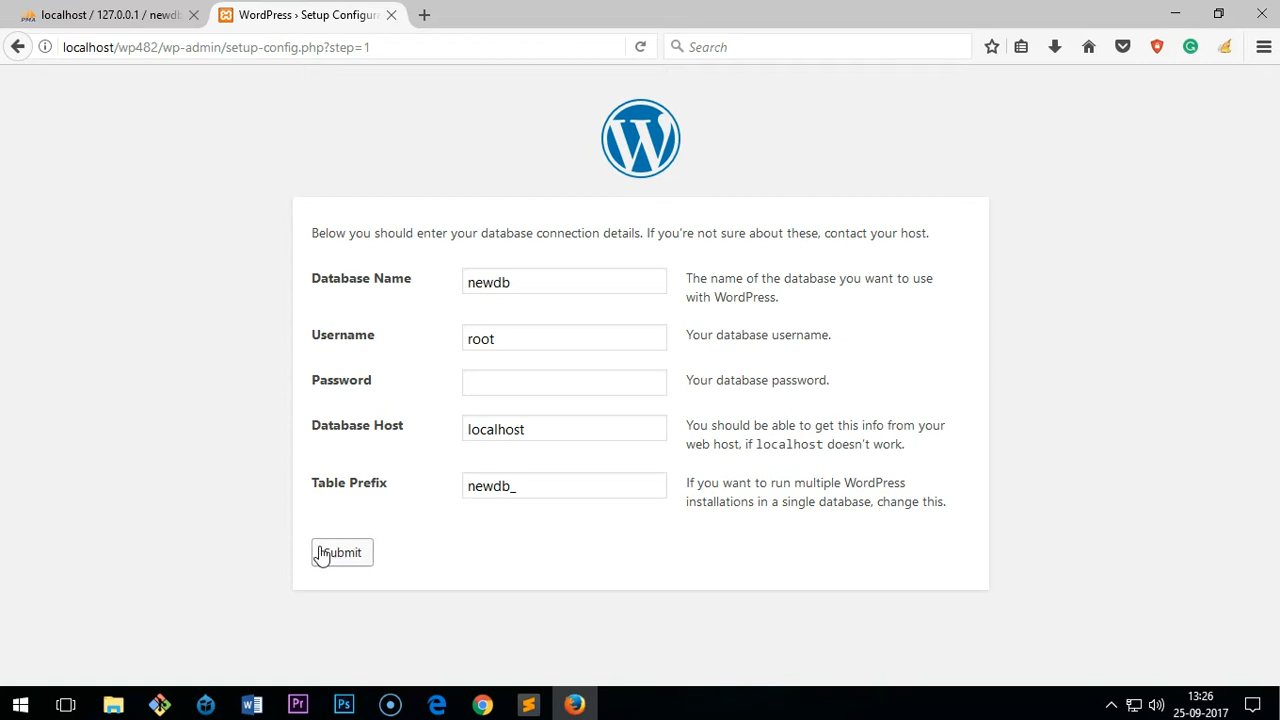 localhost / 127.0.0.1 / newdb
WordPress › Setup Configura
localhost/wp482/wp-admin/setup-config.php?step=1
Search
Below you should enter your database connection details. If you’re not sure about these, contact your host.
Database Name
newdb
The name of the database you want to use
with WordPress.
Username
root
Your database username.
Password
Your database password.
Database Host
localhost
You should be able to get this info from your
web host, if localhost doesn’t work.
Table Prefix
newdb_
If you want to run multiple WordPress
installations in a single database, change this.
Submit
13:26
25-09-2017